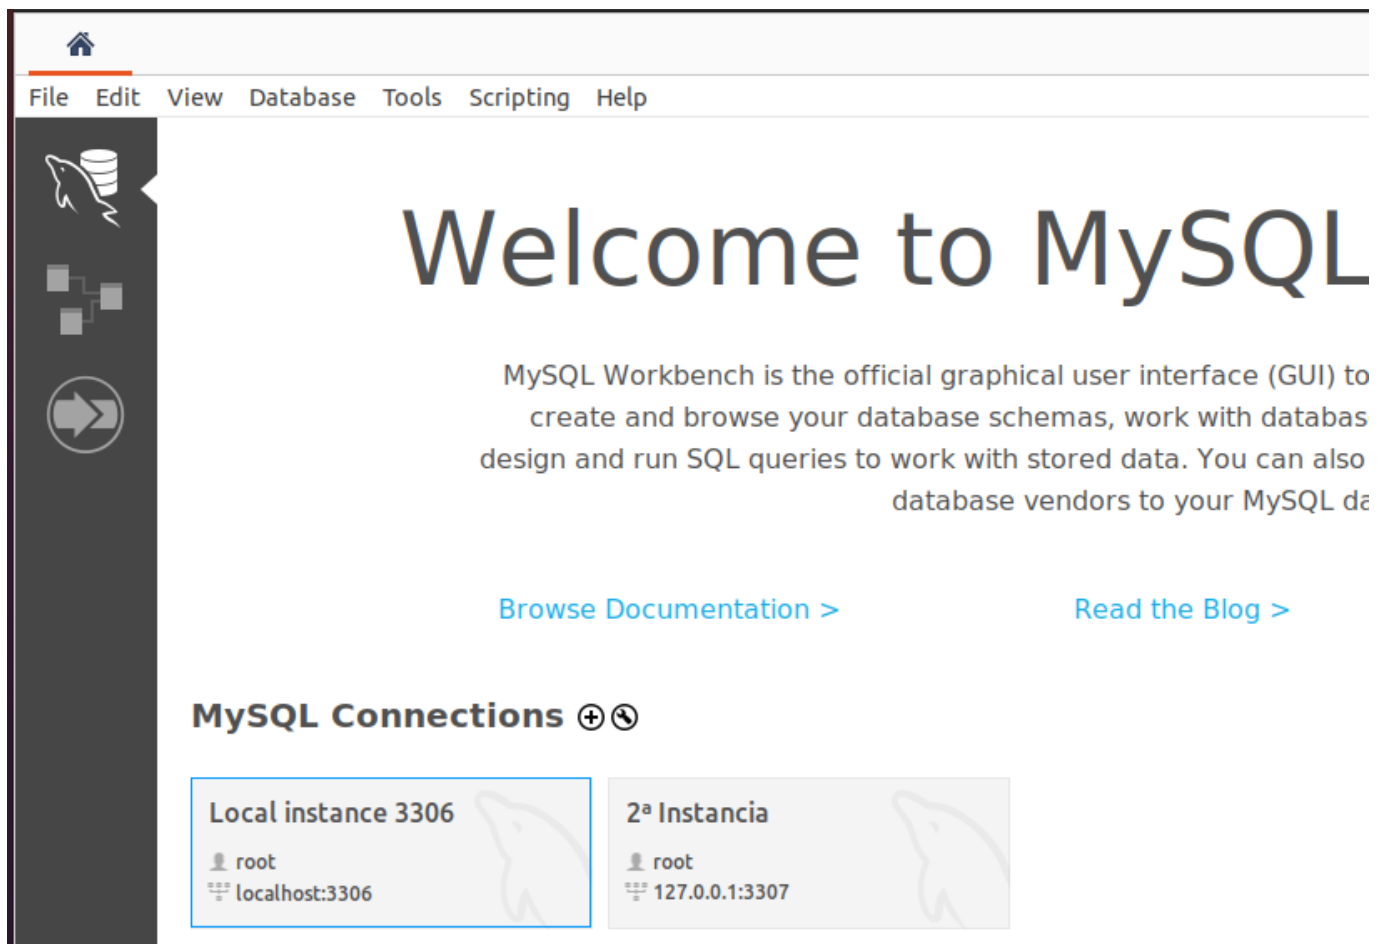 File Edit View Database Tools Scripting Help
Welcome to MySQL
MySQL Workbench is the official graphical user interface (GUI) to
create and browse your database schemas, work with databas
design and run SQL queries to work with stored data. You can also
database vendors to your MySQL da
Browse Documentation > Read the Blog >
MySQL Connections
Local instance 3306
root
localhost:3306
2ª Instancia
root
127.0.0.1:3307